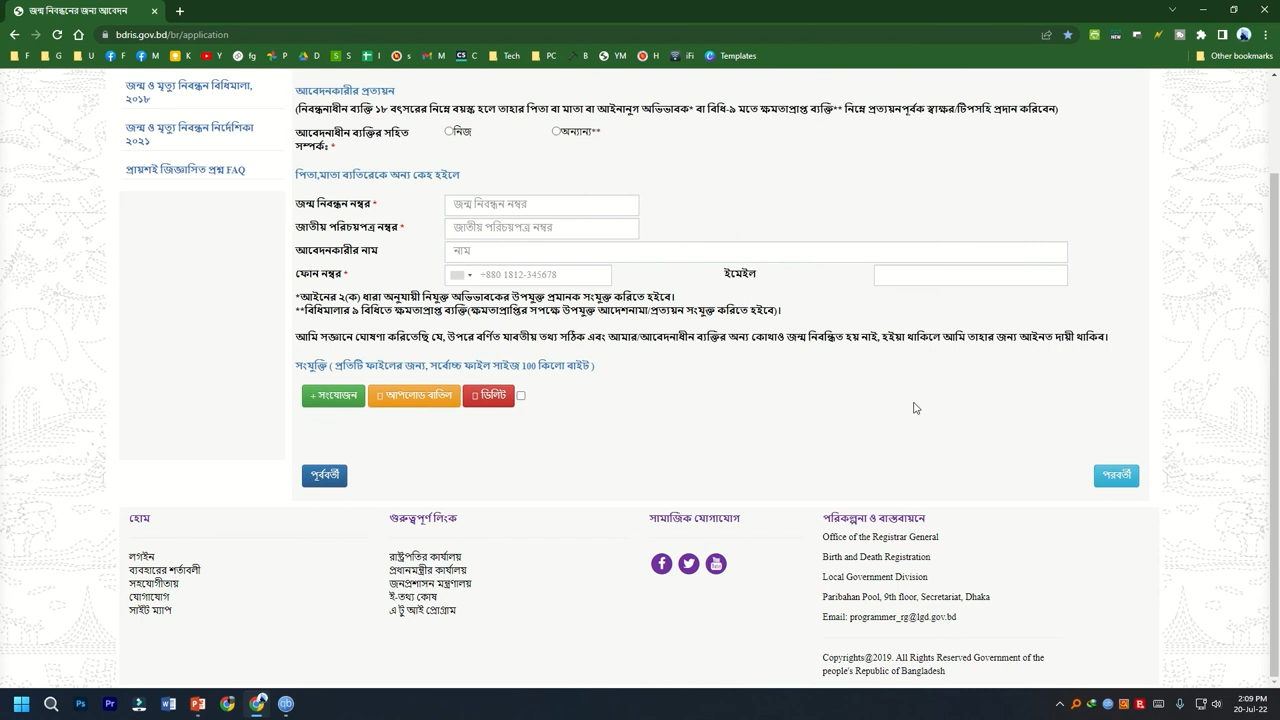 জন্ম নিবন্ধনের জন্য আবেদন
bris.gov.bd/br/application
F G U F M K Y fg P D S I s M CS Tech PC YM H iFi Templates Other bookmarks
জন্ম ও মৃত্যু নিবন্ধন বিধিমালা,
২০১৮
জন্ম ও মৃত্যু নিবন্ধন নির্দেশিকা
২০২১
প্রায়শই জিজ্ঞাসিত প্রশ্ন FAQ
আবেদনকারীর প্রত্যয়ন
(নিবন্ধনাধীন ব্যক্তি ১৮ বৎসরের নিম্নে বয়স্ক হইলে তাহার পিতা ও মাতা বা আইনানুগ অভিভাবক* বা বিধি-৯ মতে ক্ষমতাপ্রাপ্ত ব্যক্তি** নিম্নে প্রত্যয়ন পূর্বক স্বাক্ষর/টিপসহি প্রদান করিবেন)
আবেদনাধীন ব্যক্তির সহিত
সম্পর্কঃ *
নিজ অন্যান্য**
পিতা,মাতা ব্যতিরেকে অন্য কেহ হইলে
জন্ম নিবন্ধন নম্বর * জন্ম নিবন্ধন নম্বর
জাতীয় পরিচয়পত্র নম্বর * জাতীয় পরিচয় পত্র নম্বর
আবেদনকারীর নাম নাম
ফোন নম্বর * +880 1812-345678 ইমেইল
*আইনের ২(ক) ধারা অনুযায়ী নিযুক্ত অভিভাবকের উপযুক্ত প্রমানক সংযুক্ত করিতে হইবে।
**বিধিমালার ৯ বিধিতে ক্ষমতাপ্রাপ্ত ব্যক্তি(ক্ষমতাপ্রাপ্তির সপক্ষে উপযুক্ত আদেশনামা/প্রত্যয়ন সংযুক্ত করিতে হইবে)।
আমি সজ্ঞানে ঘোষণা করিতেছি যে, উপরে বর্ণিত যাবতীয় তথ্য সঠিক এবং আমার/আবেদনাধীন ব্যক্তির অন্য কোথাও জন্ম নিবন্ধিত হয় নাই, হইয়া থাকিলে আমি তাহার জন্য আইনত দায়ী থাকিব।
সংযুক্তি ( প্রতিটি ফাইলের জন্য, সর্বোচ্চ ফাইল সাইজ 100 কিলো বাইট )
+ সংযোজন আপলোড বাতিল ডিলিট
পূর্ববর্তী পরবর্তী
হোম
লগইন
ব্যবহারের শর্তাবলী
সহযোগীতায়
যোগাযোগ
সাইট ম্যাপ
গুরুত্বপূর্ণ লিংক
রাষ্ট্রপতির কার্যালয়
প্রধানমন্ত্রীর কার্যালয়
জনপ্রশাসন মন্ত্রণালয়
ই-তথ্য কোষ
এ টু আই প্রোগ্রাম
সামাজিক যোগাযোগ
পরিকল্পনা ও বাস্তবায়নে
Office of the Registrar General
Birth and Death Registration
Local Government Division
Paribahan Pool, 9th floor, Secretariat, Dhaka
Email: programmer_rg@lgd.gov.bd
Copyrights@2019. All Rights Reserved Government of the
people's Republic of Bangladesh
2:09 PM
20-Jul-22